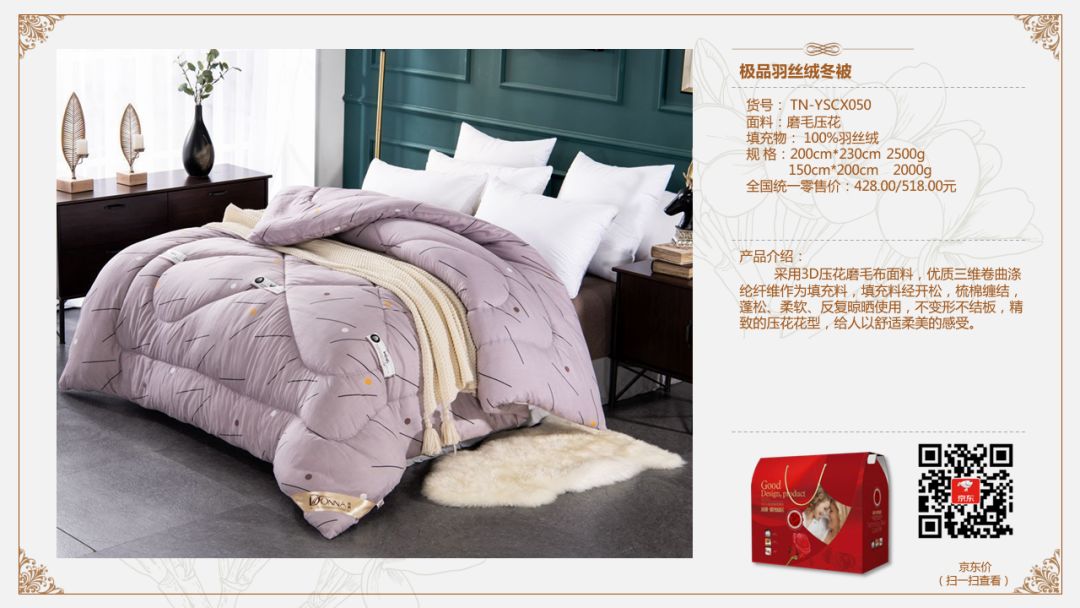 极品羽丝绒冬被
货号： TN-YSCX050
面料：磨毛压花
填充物： 100%羽丝绒
规 格：200cm*230cm 2500g
150cm*200cm 2000g
全国统一零售价：428.00/518.00元
产品介绍：
采用3D压花磨毛布面料，优质三维卷曲涤
纶纤维作为填充料，填充料经开松，梳棉缠结，
蓬松、柔软、反复晾晒使用，不变形不结板，精
致的压花花型，给人以舒适柔美的感受。
DONNA
Good
Design, product
京东
京东价
（扫一扫查看）